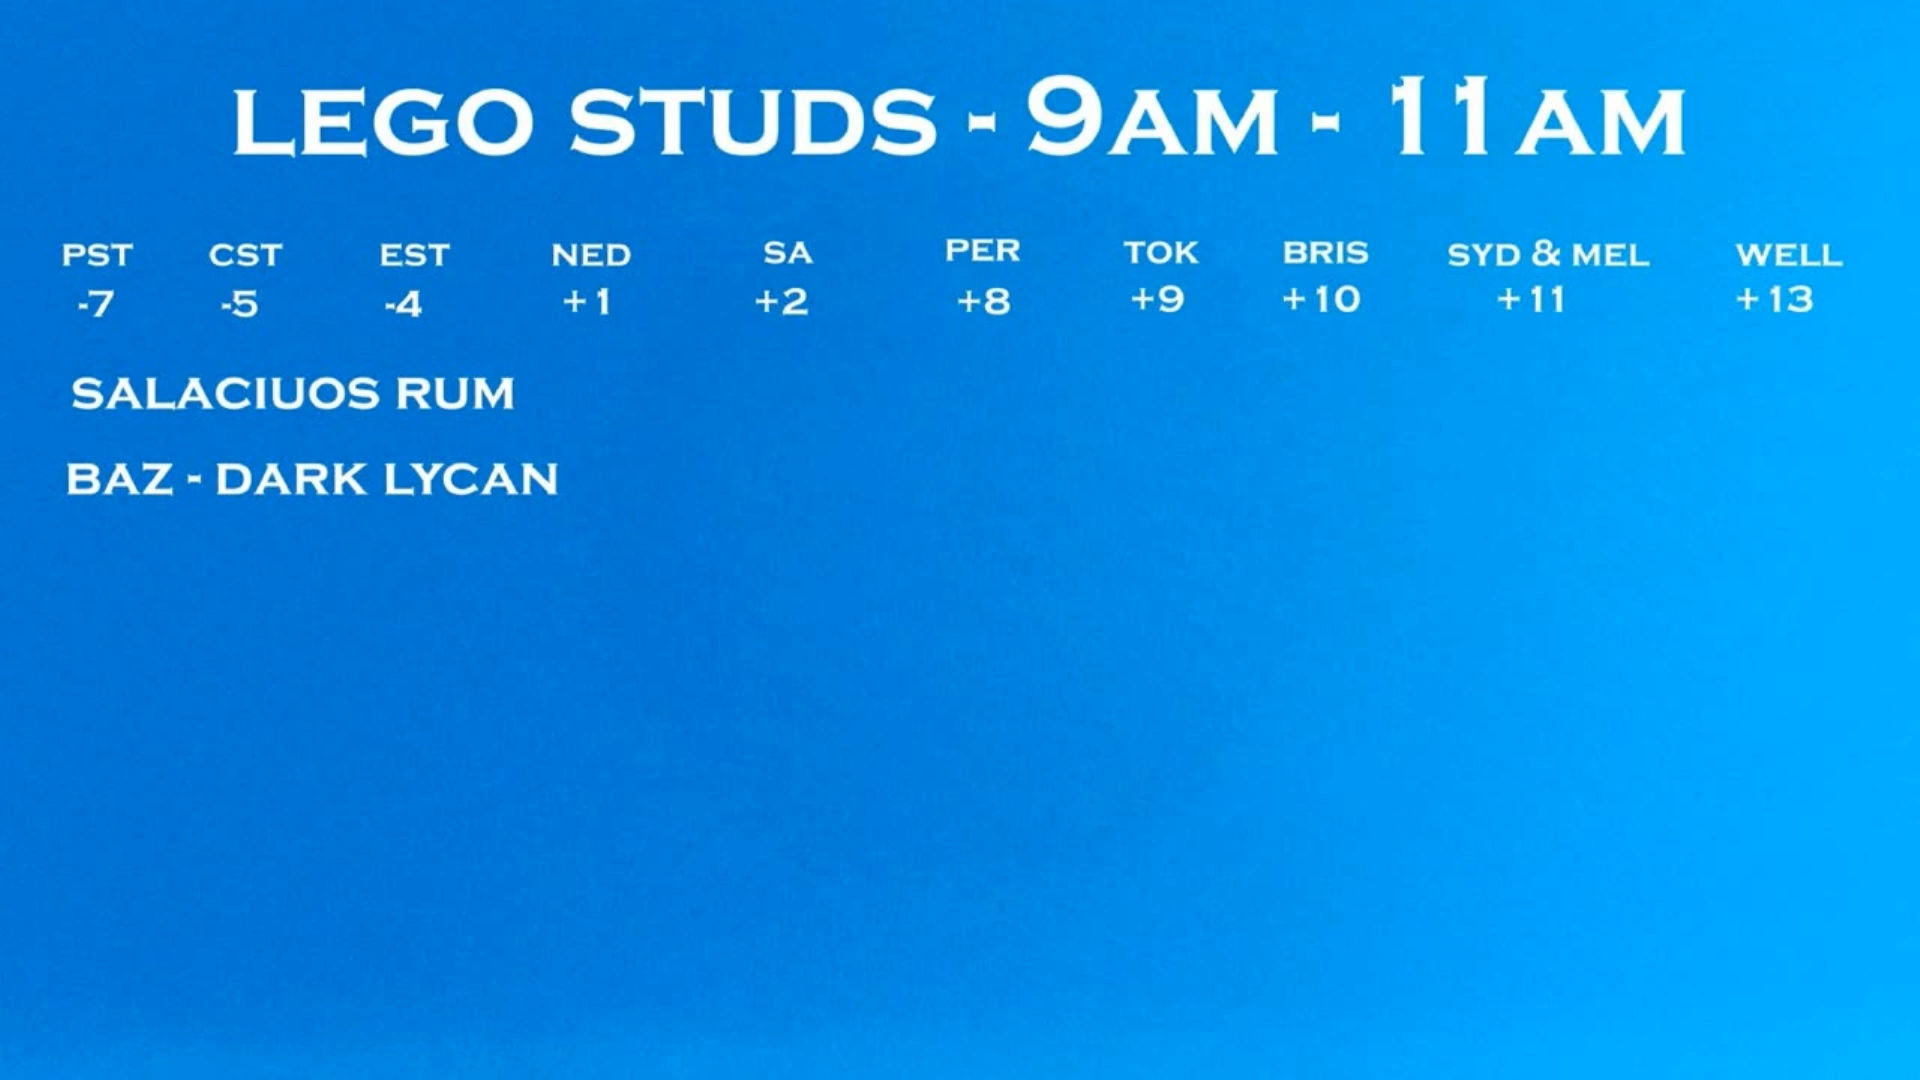 LEGO STUDS - 9AM - 11AM
PST CST EST NED SA PER TOK BRIS SYD & MEL WELL
-7 -5 -4 +1 +2 +8 +9 +10 +11 +13
SALACIUOS RUM
BAZ - DARK LYCAN